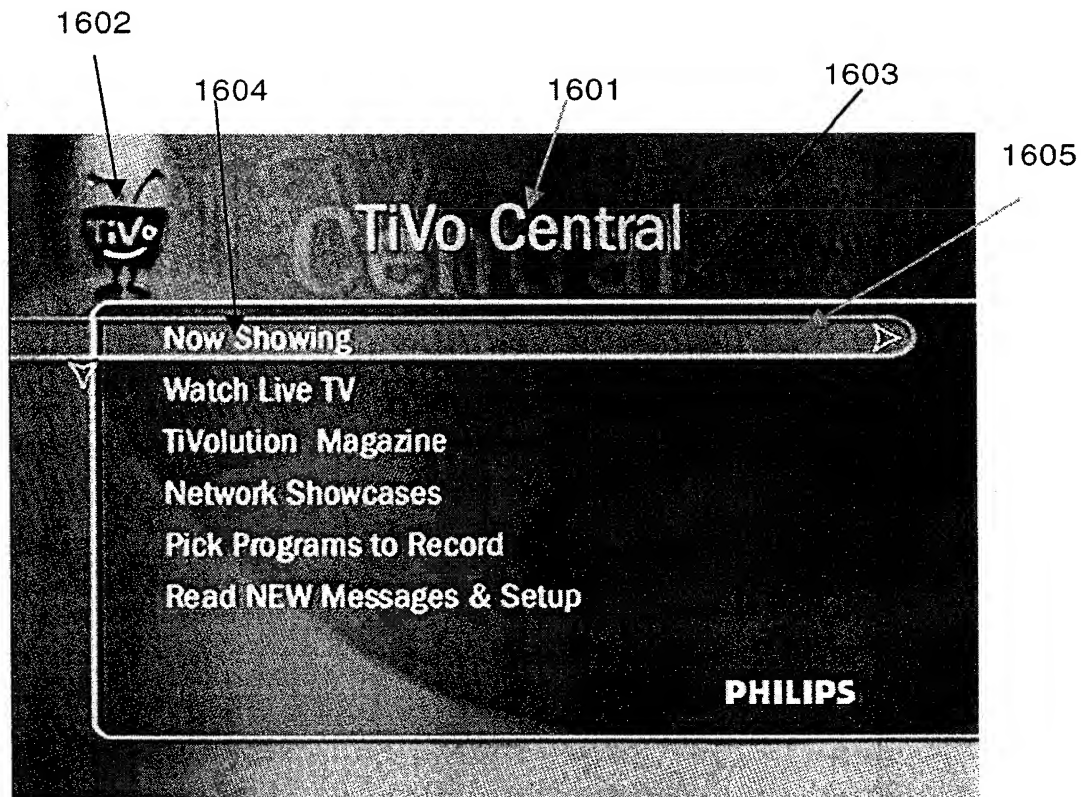 1602
1604
1601
1603
1605
TiVo Central
Central
TiVo
Now Showing
Watch Live TV
TiVolution Magazine
Network Showcases
Pick Programs to Record
Read NEW Messages & Setup
PHILIPS